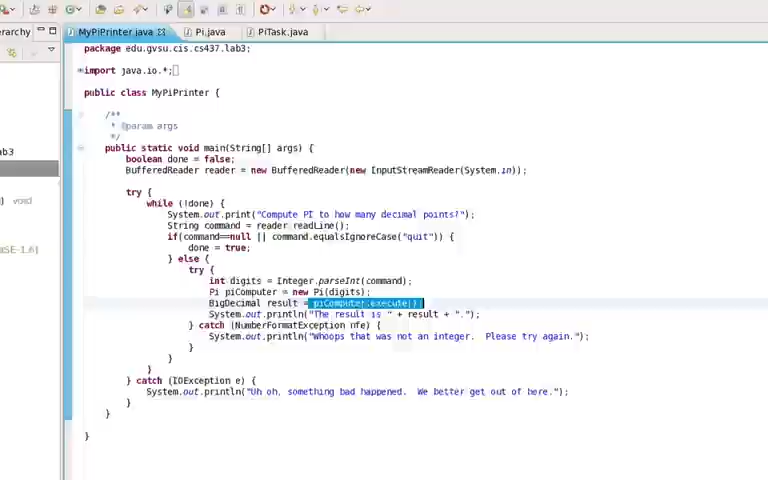 erarchy
MyPiPrinter.java
Pi.java
PiTask.java
package edu.gvsu.cis.cs437.lab3;
import java.io.*;
public class MyPiPrinter {
/**
* @param args
*/
ab3
public static void main(String[] args) {
boolean done = false;
BufferedReader reader = new BufferedReader(new InputStreamReader(System.in));
try {
) void
while (!done) {
System.out.print("Compute PI to how many decimal points?");
String command = reader.readLine();
if(command==null || command.equalsIgnoreCase("quit")) {
done = true;
SE-1.6)
} else {
try {
int digits = Integer.parseInt(command);
Pi piComputer = new Pi(digits);
BigDecimal result = piComputer.execute()
System.out.println("The result is " + result + ".");
} catch (NumberFormatException nfe) {
System.out.println("Whoops that was not an integer.  Please try again.");
}
}
}
} catch (IOException e) {
System.out.println("Uh oh, something bad happened.  We better get out of here.");
}
}
}